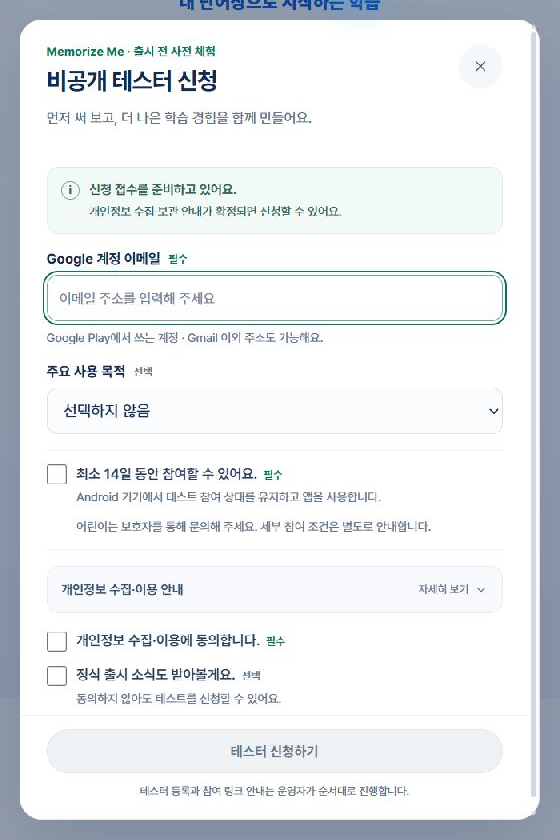 내 단어장으로 시작하는 학습
Memorize Me · 출시 전 사전 체험
비공개 테스터 신청
먼저 써 보고, 더 나은 학습 경험을 함께 만들어요.
신청 접수를 준비하고 있어요.
개인정보 수집·보관 안내가 확정되면 신청할 수 있어요.
Google 계정 이메일 필수
이메일 주소를 입력해 주세요
Google Play에서 쓰는 계정 · Gmail 이외 주소도 가능해요.
주요 사용 목적 선택
선택하지 않음
최소 14일 동안 참여할 수 있어요. 필수
Android 기기에서 테스트 참여 상태를 유지하고 앱을 사용합니다.
어린이는 보호자를 통해 문의해 주세요. 세부 참여 조건은 별도로 안내합니다.
개인정보 수집·이용 안내 자세히 보기
개인정보 수집·이용에 동의합니다. 필수
정식 출시 소식도 받아볼게요. 선택
동의하지 않아도 테스트를 신청할 수 있어요.
테스터 신청하기
테스터 등록과 참여 링크 안내는 운영자가 순서대로 진행합니다.